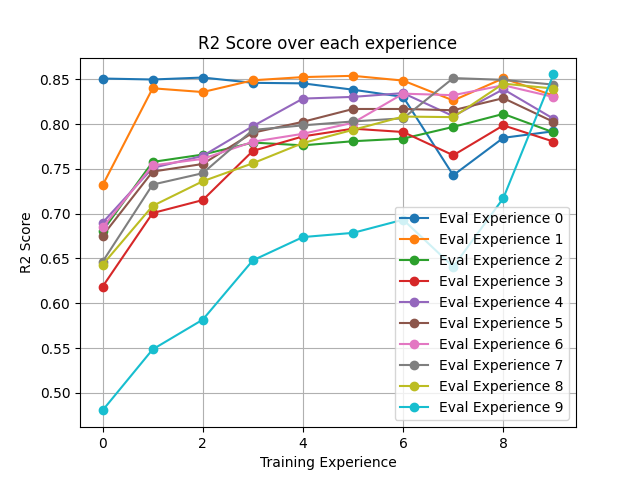 R2 Score over each experience
0.85
0.80
0.75
0.70
0.65
0.60
0.55
0.50
R2 Score
Eval Experience 0
Eval Experience 1
Eval Experience 2
Eval Experience 3
Eval Experience 4
Eval Experience 5
Eval Experience 6
Eval Experience 7
Eval Experience 8
Eval Experience 9
0 2 4 6 8
Training Experience